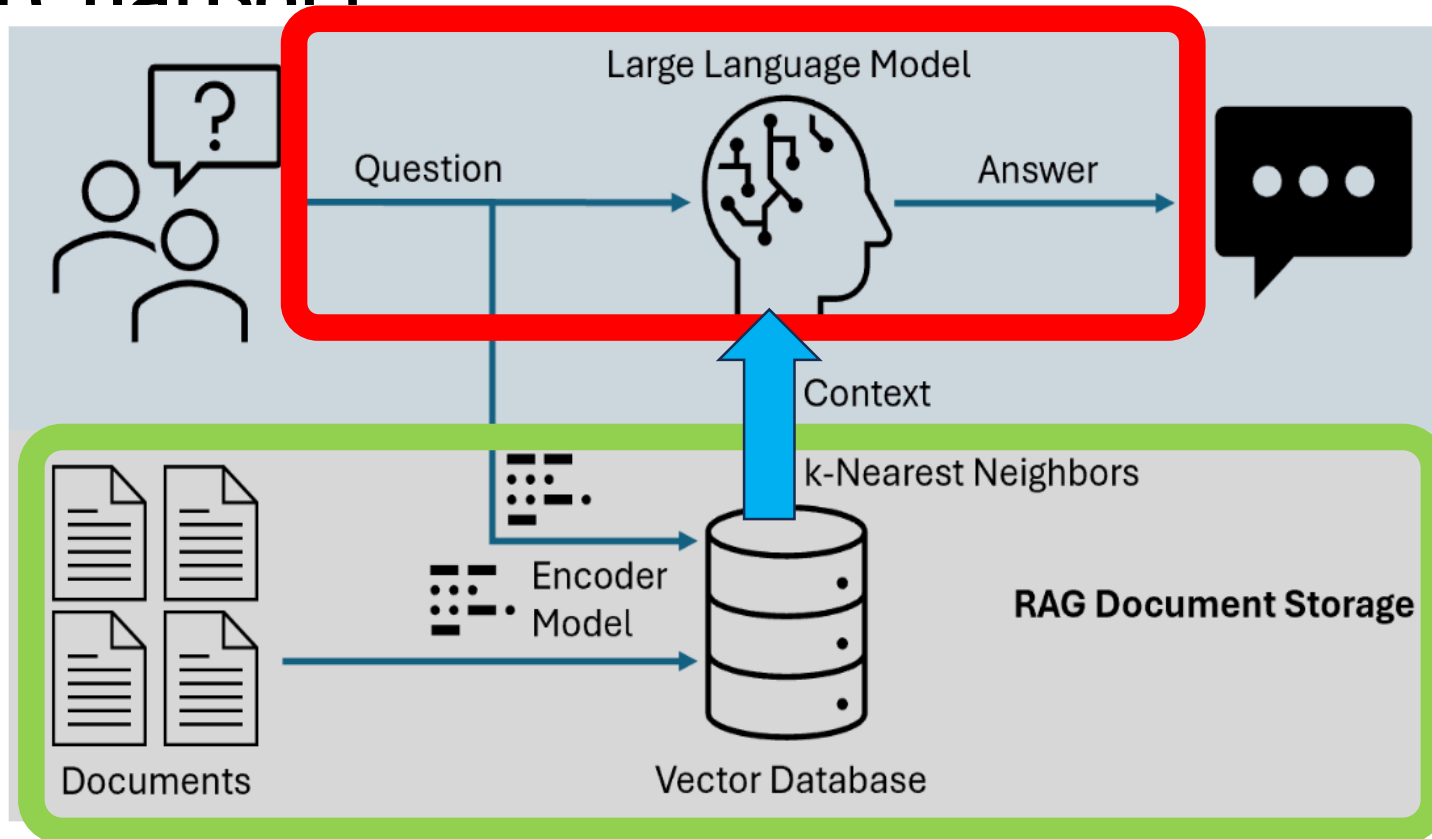 Large Language Model
?
Question
Answer
Context
k-Nearest Neighbors
Encoder
Model
RAG Document Storage
Documents
Vector Database